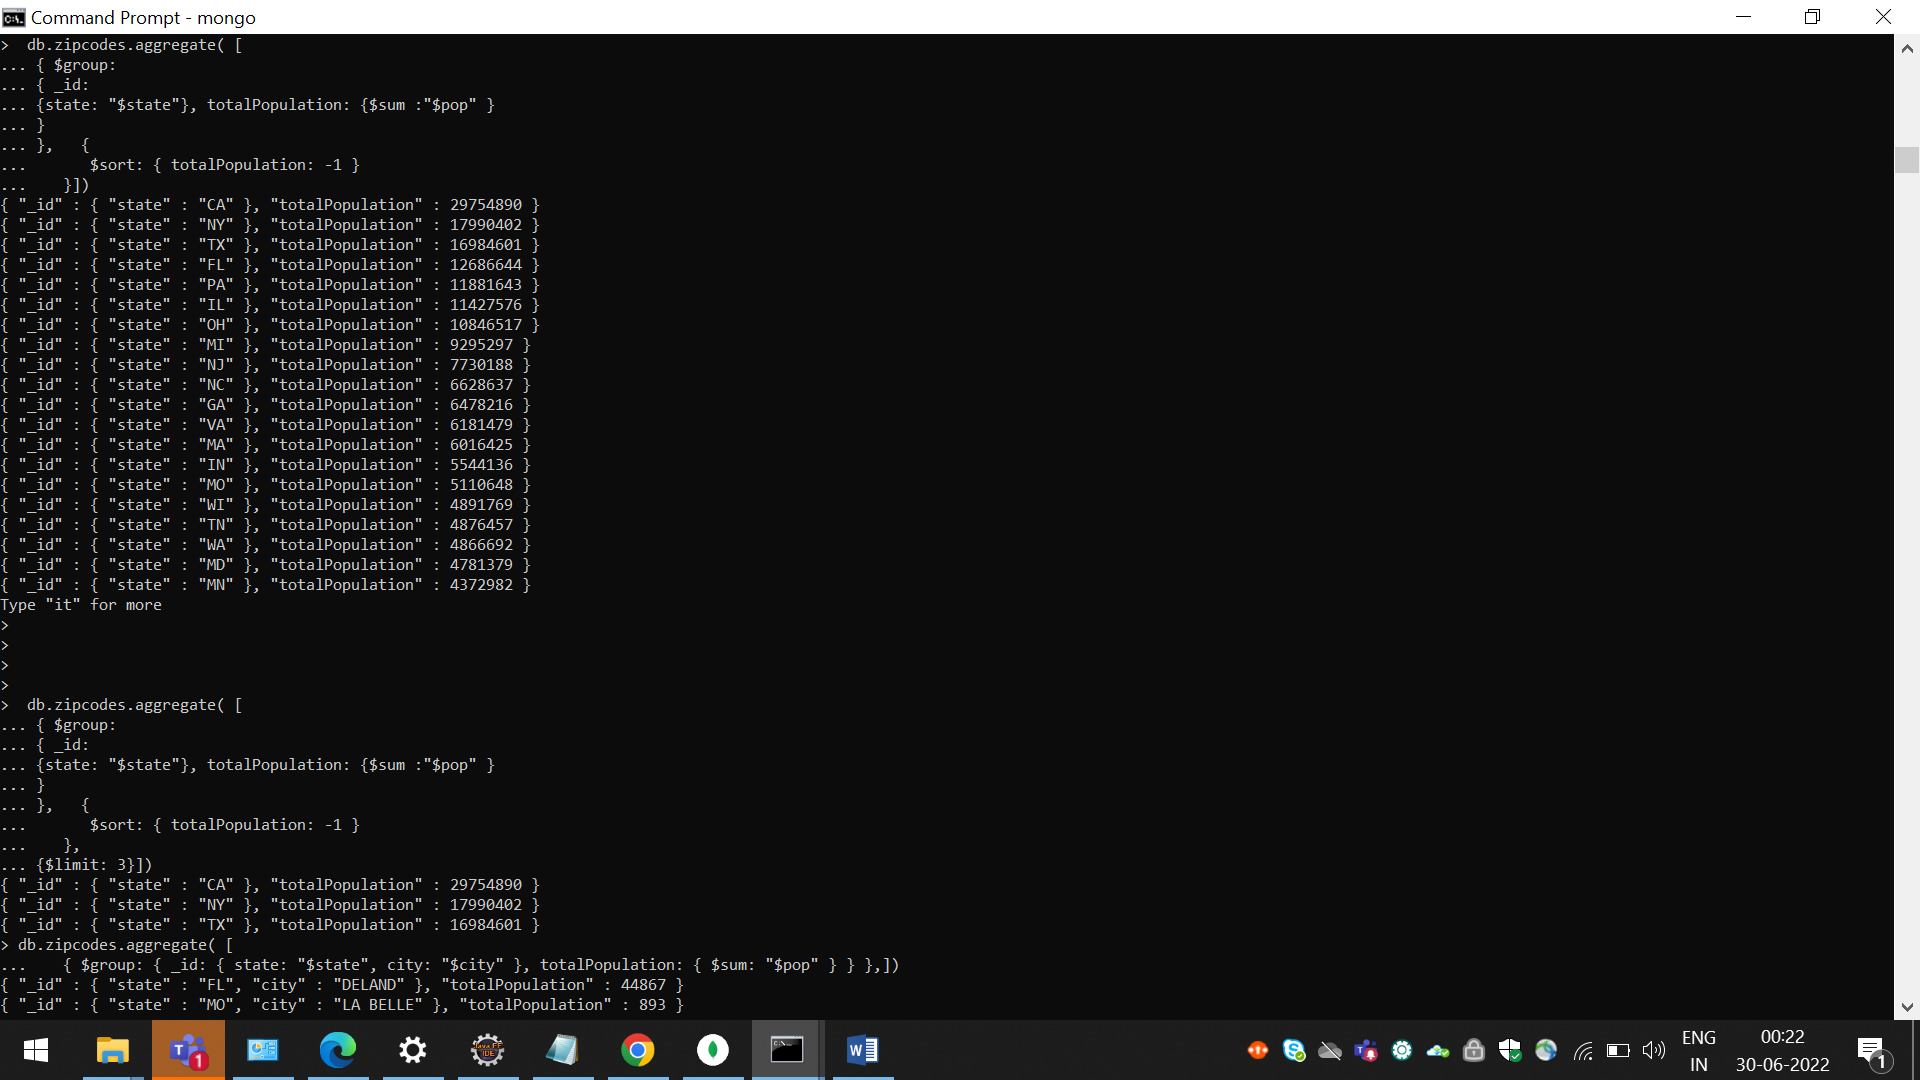 Command Prompt - mongo
>  db.zipcodes.aggregate( [
... { $group:
... { _id:
... {state: "$state"}, totalPopulation: {$sum :"$pop" }
... }
... },   {
...       $sort: { totalPopulation: -1 }
...    }])
{ "_id" : { "state" : "CA" }, "totalPopulation" : 29754890 }
{ "_id" : { "state" : "NY" }, "totalPopulation" : 17990402 }
{ "_id" : { "state" : "TX" }, "totalPopulation" : 16984601 }
{ "_id" : { "state" : "FL" }, "totalPopulation" : 12686644 }
{ "_id" : { "state" : "PA" }, "totalPopulation" : 11881643 }
{ "_id" : { "state" : "IL" }, "totalPopulation" : 11427576 }
{ "_id" : { "state" : "OH" }, "totalPopulation" : 10846517 }
{ "_id" : { "state" : "MI" }, "totalPopulation" : 9295297 }
{ "_id" : { "state" : "NJ" }, "totalPopulation" : 7730188 }
{ "_id" : { "state" : "NC" }, "totalPopulation" : 6628637 }
{ "_id" : { "state" : "GA" }, "totalPopulation" : 6478216 }
{ "_id" : { "state" : "VA" }, "totalPopulation" : 6181479 }
{ "_id" : { "state" : "MA" }, "totalPopulation" : 6016425 }
{ "_id" : { "state" : "IN" }, "totalPopulation" : 5544136 }
{ "_id" : { "state" : "MO" }, "totalPopulation" : 5110648 }
{ "_id" : { "state" : "WI" }, "totalPopulation" : 4891769 }
{ "_id" : { "state" : "TN" }, "totalPopulation" : 4876457 }
{ "_id" : { "state" : "WA" }, "totalPopulation" : 4866692 }
{ "_id" : { "state" : "MD" }, "totalPopulation" : 4781379 }
{ "_id" : { "state" : "MN" }, "totalPopulation" : 4372982 }
Type "it" for more
>
>
>
>
>  db.zipcodes.aggregate( [
... { $group:
... { _id:
... {state: "$state"}, totalPopulation: {$sum :"$pop" }
... }
... },   {
...       $sort: { totalPopulation: -1 }
...    },
... {$limit: 3}])
{ "_id" : { "state" : "CA" }, "totalPopulation" : 29754890 }
{ "_id" : { "state" : "NY" }, "totalPopulation" : 17990402 }
{ "_id" : { "state" : "TX" }, "totalPopulation" : 16984601 }
> db.zipcodes.aggregate( [
...    { $group: { _id: { state: "$state", city: "$city" }, totalPopulation: { $sum: "$pop" } } },])
{ "_id" : { "state" : "FL", "city" : "DELAND" }, "totalPopulation" : 44867 }
{ "_id" : { "state" : "MO", "city" : "LA BELLE" }, "totalPopulation" : 893 }
ENG
IN
00:22
30-06-2022